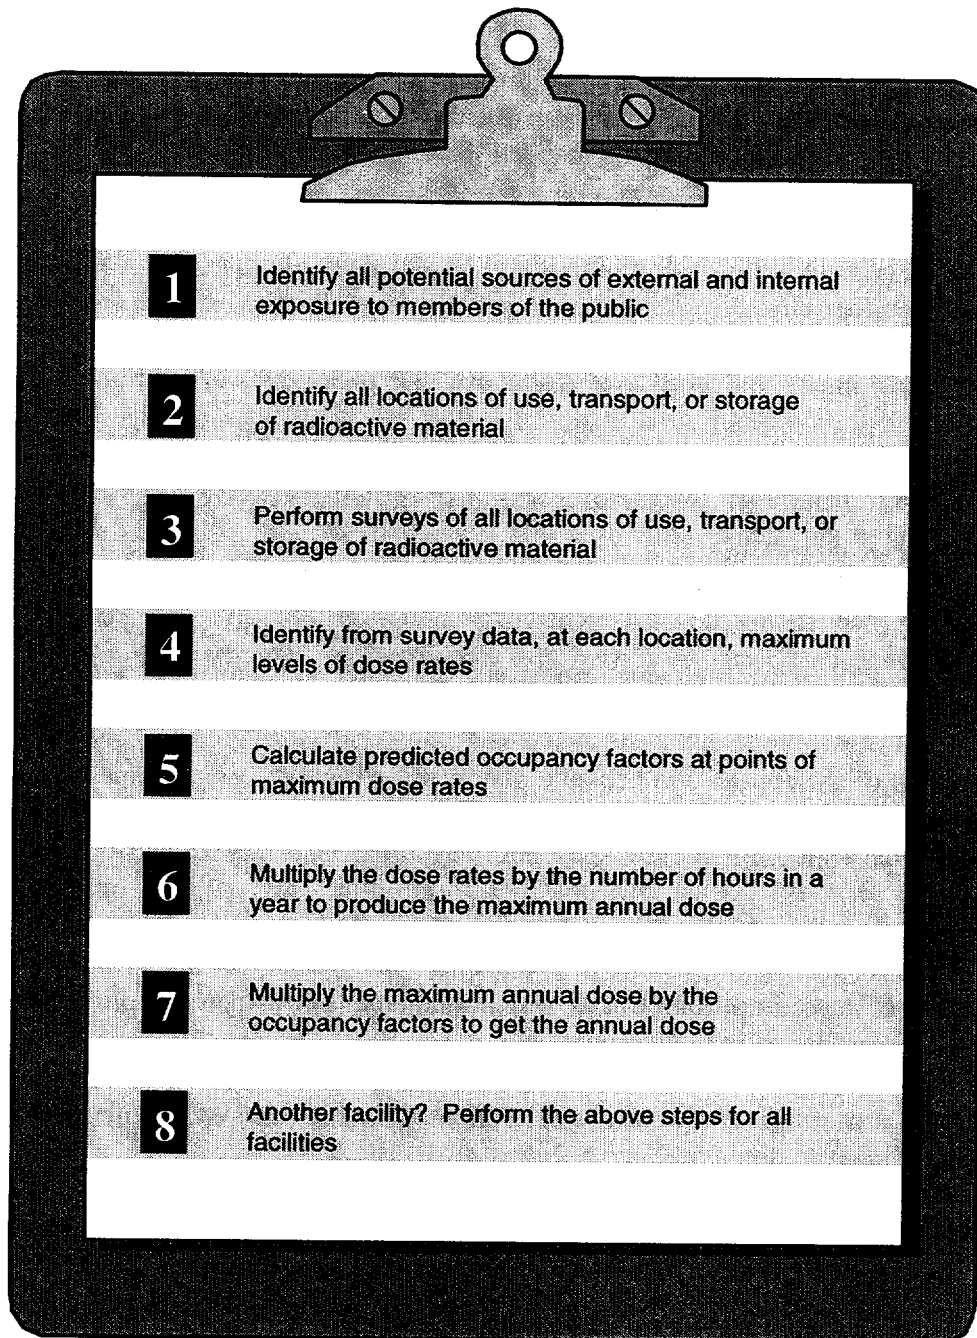 1
Identify all potential sources of external and internal
exposure to members of the public
2
Identify all locations of use, transport, or storage
of radioactive material
3
Perform surveys of all locations of use, transport, or
storage of radioactive material
4
Identify from survey data, at each location, maximum
levels of dose rates
5
Calculate predicted occupancy factors at points of
maximum dose rates
6
Multiply the dose rates by the number of hours in a
year to produce the maximum annual dose
7
Multiply the maximum annual dose by the
occupancy factors to get the annual dose
8
Another facility? Perform the above steps for all
facilities